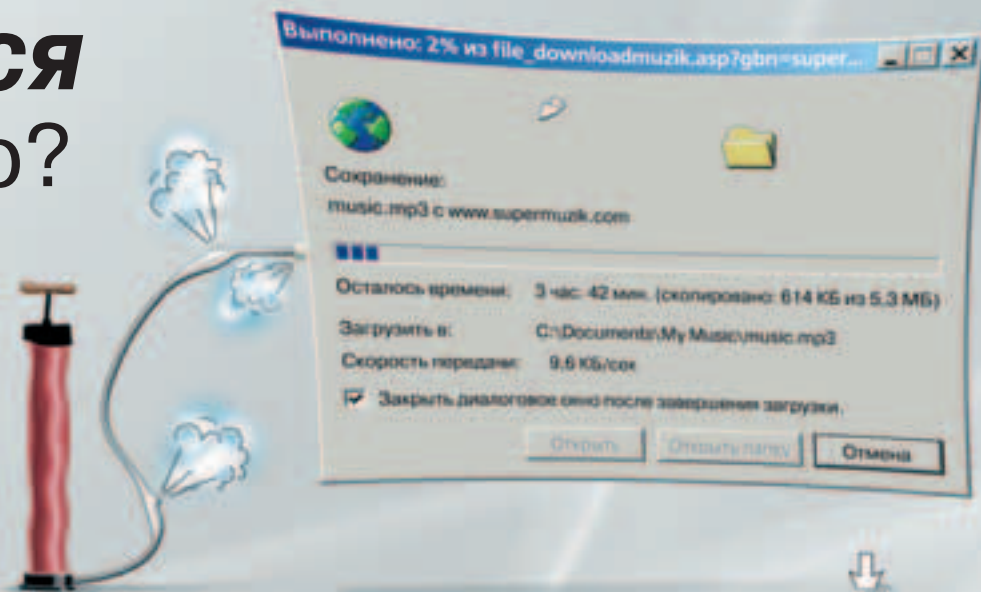 ся
о?
Выполнено: 2% из file_downloadmuzik.asp?gbn=super...
Сохранение:
music.mp3 с www.supermuzik.com
Осталось времени: 3 час. 42 мин. (скопировано: 614 КБ из 5.3 МБ)
Загрузить в: C:\Documents\My Music\music.mp3
Скорость передачи: 9,6 КБ/сек
Закрыть диалоговое окно после завершения загрузки.
Открыть Открыть папку Отмена